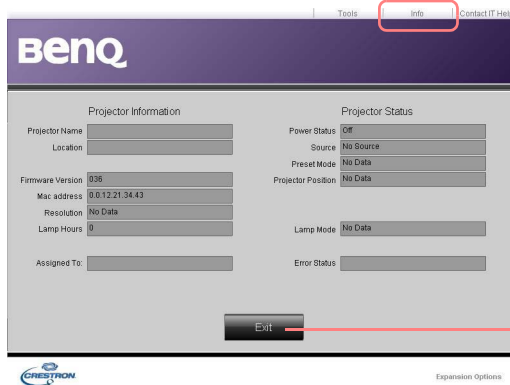 Tools Info Contact IT Hel
BenQ
Projector Information
Projector Name
Location
Firmware Version 036
Mac address 0.0.12.21.34.43
Resolution No Data
Lamp Hours 0
Assigned To:
Projector Status
Power Status Off
Source No Source
Preset Mode No Data
Projector Position No Data
Lamp Mode No Data
Error Status
Exit
CRESTRON
Expansion Options